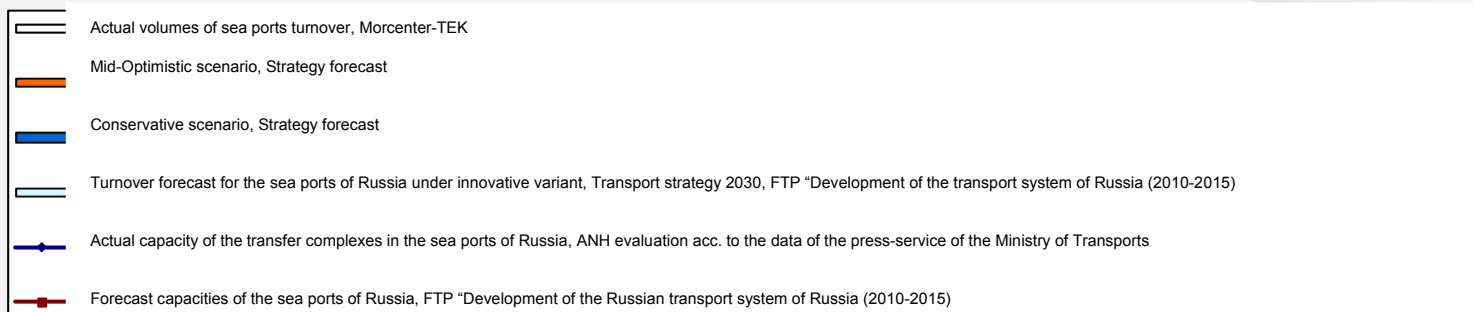 Actual volumes of sea ports turnover, Morcenter-TEK
Mid-Optimistic scenario, Strategy forecast
Conservative scenario, Strategy forecast
Turnover forecast for the sea ports of Russia under innovative variant, Transport strategy 2030, FTP “Development of the transport system of Russia (2010-2015)
Actual capacity of the transfer complexes in the sea ports of Russia, ANH evaluation acc. to the data of the press-service of the Ministry of Transports
Forecast capacities of the sea ports of Russia, FTP “Development of the Russian transport system of Russia (2010-2015)